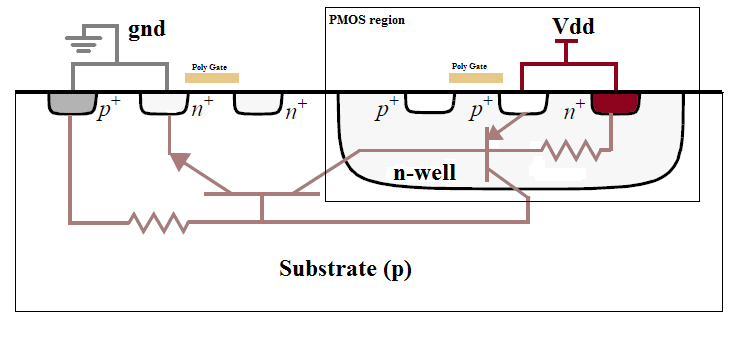 PMOS region
gnd
Vdd
Poly Gate
Poly Gate
p+
n+
n+
p+
p+
n+
n-well
Substrate (p)